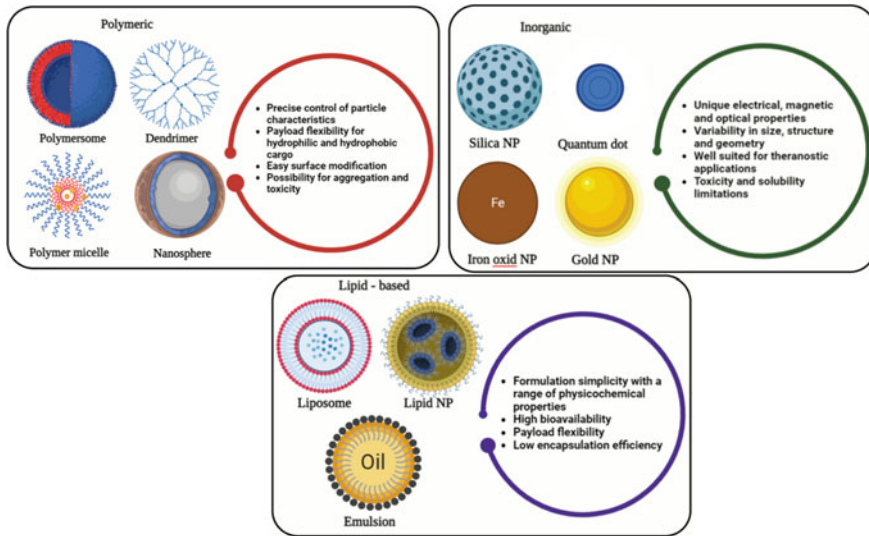 Polymeric
Polymersome
Dendrimer
Polymer micelle
Nanosphere
• Precise control of particle
characteristics
• Payload flexibility for
hydrophilic and hydrophobic
cargo
• Easy surface modification
• Possibility for aggregation and
toxicity
Inorganic
Silica NP
Quantum dot
Fe
Iron oxid NP
Gold NP
• Unique electrical, magnetic
and optical properties
• Variability in size, structure
and geometry
• Well suited for theranostic
applications
• Toxicity and solubility
limitations
Lipid - based
Liposome
Lipid NP
Oil
Emulsion
• Formulation simplicity with a
range of physicochemical
properties
• High bioavailability
• Payload flexibility
• Low encapsulation efficiency